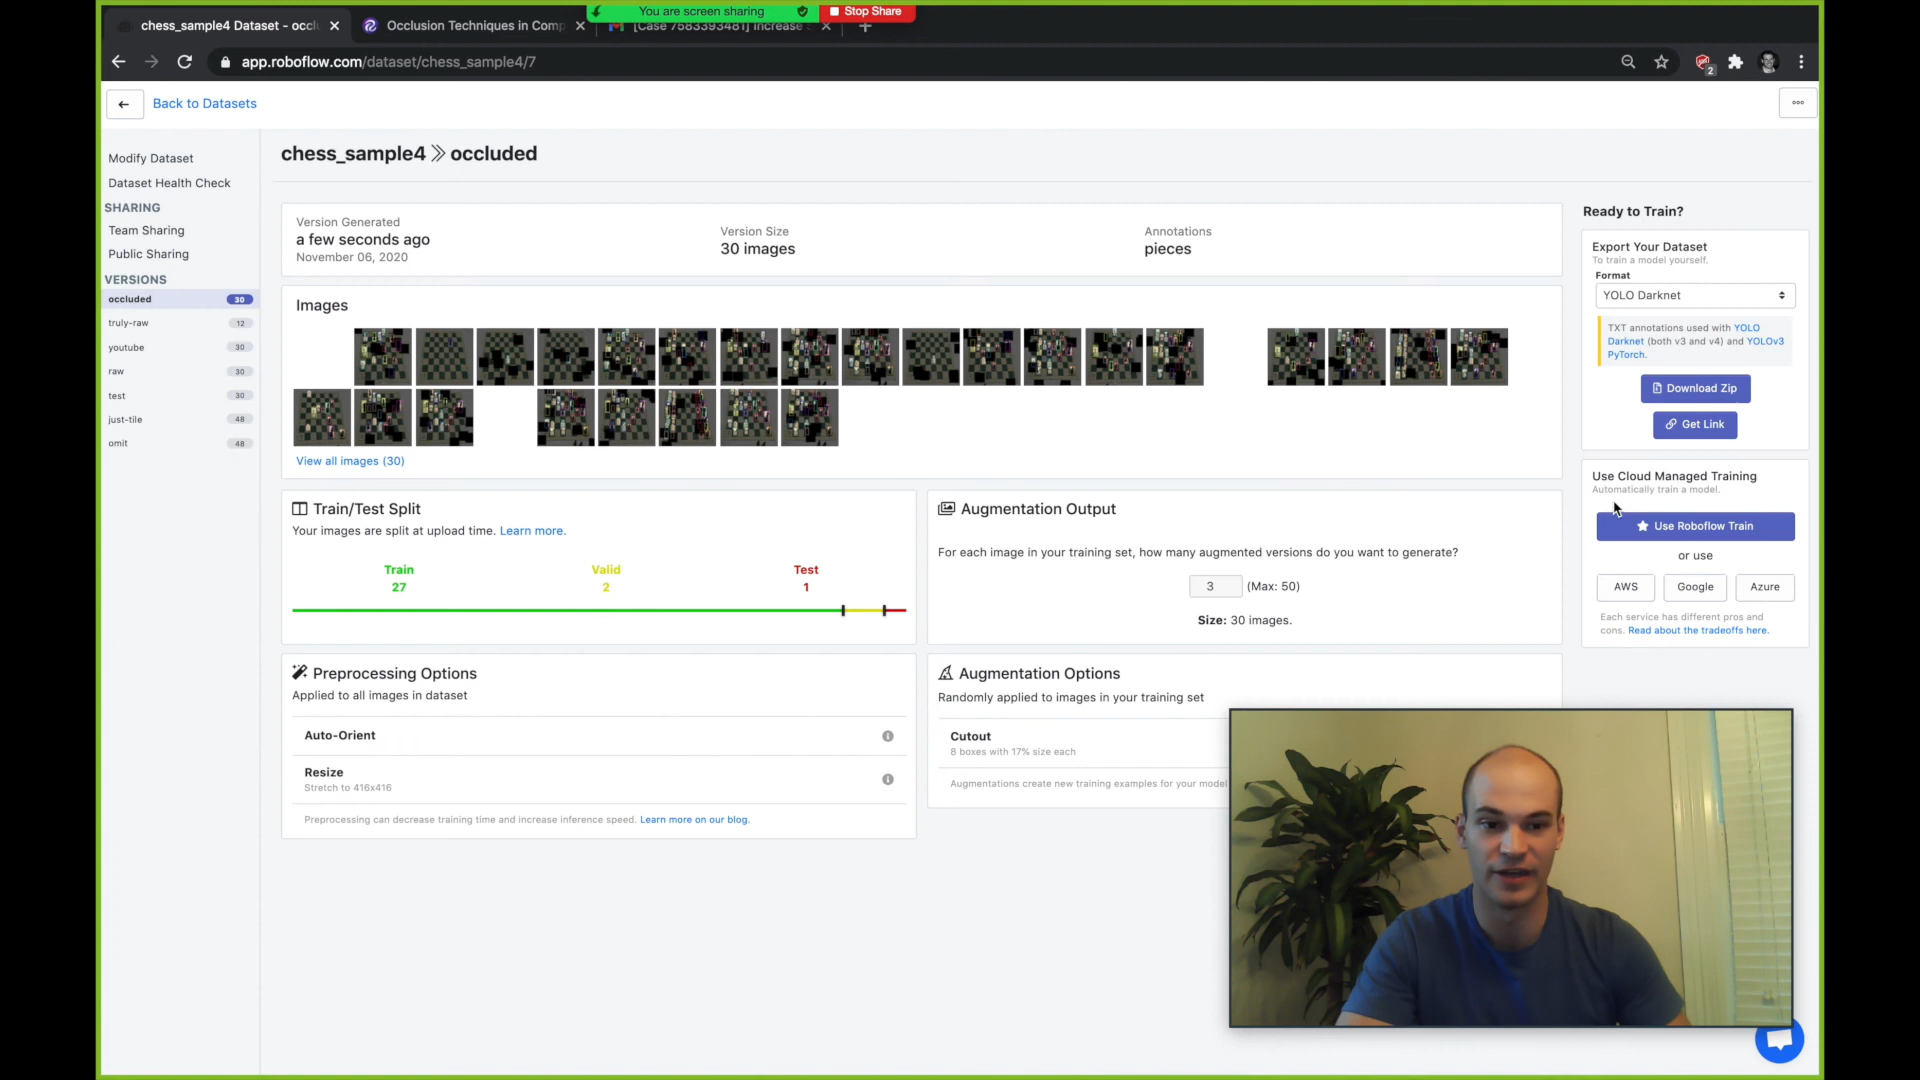 You are screen sharing
Stop Share
chess_sample4 Dataset - occlu
Occlusion Techniques in Comp
[Case 7583393481] Increase
app.roboflow.com/dataset/chess_sample4/7
2
Back to Datasets
Modify Dataset
Dataset Health Check
SHARING
Team Sharing
Public Sharing
VERSIONS
occluded 30
truly-raw 12
youtube 30
raw 30
test 30
just-tile 48
omit 48
chess_sample4 occluded
Version Generated
a few seconds ago
November 06, 2020
Version Size
30 images
Annotations
pieces
Images
View all images (30)
Train/Test Split
Your images are split at upload time. Learn more.
Train Valid Test
27 2 1
Augmentation Output
For each image in your training set, how many augmented versions do you want to generate?
3 (Max: 50)
Size: 30 images.
Preprocessing Options
Applied to all images in dataset
Auto-Orient
Resize
Stretch to 416x416
Preprocessing can decrease training time and increase inference speed. Learn more on our blog.
Augmentation Options
Randomly applied to images in your training set
Cutout
8 boxes with 17% size each
Augmentations create new training examples for your model
Ready to Train?
Export Your Dataset
To train a model yourself.
Format
YOLO Darknet
TXT annotations used with YOLO
Darknet (both v3 and v4) and YOLOv3
PyTorch.
Download Zip
Get Link
Use Cloud Managed Training
Automatically train a model.
Use Roboflow Train
or use
AWS Google Azure
Each service has different pros and
cons. Read about the tradeoffs here.